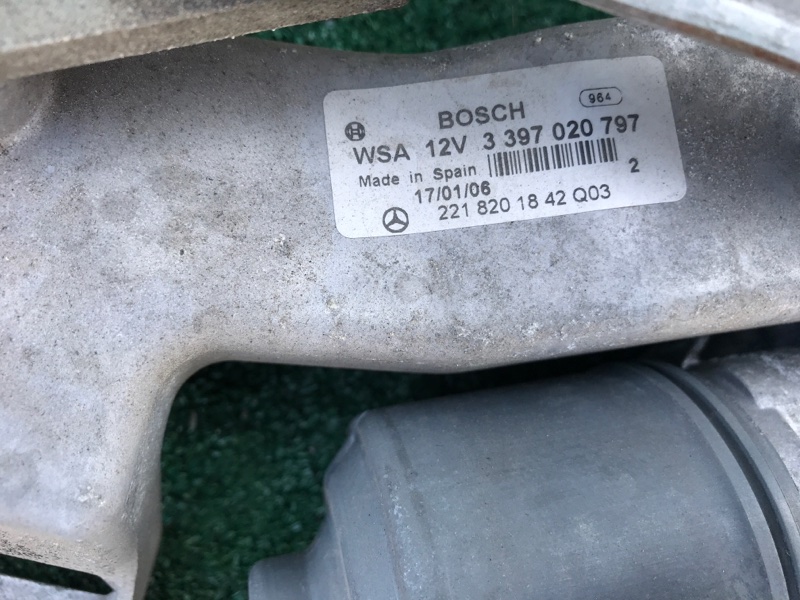 BOSCH 964
WSA 12V 3 397 020 797
Made in Spain
17/01/06 2
221 820 18 42 Q03